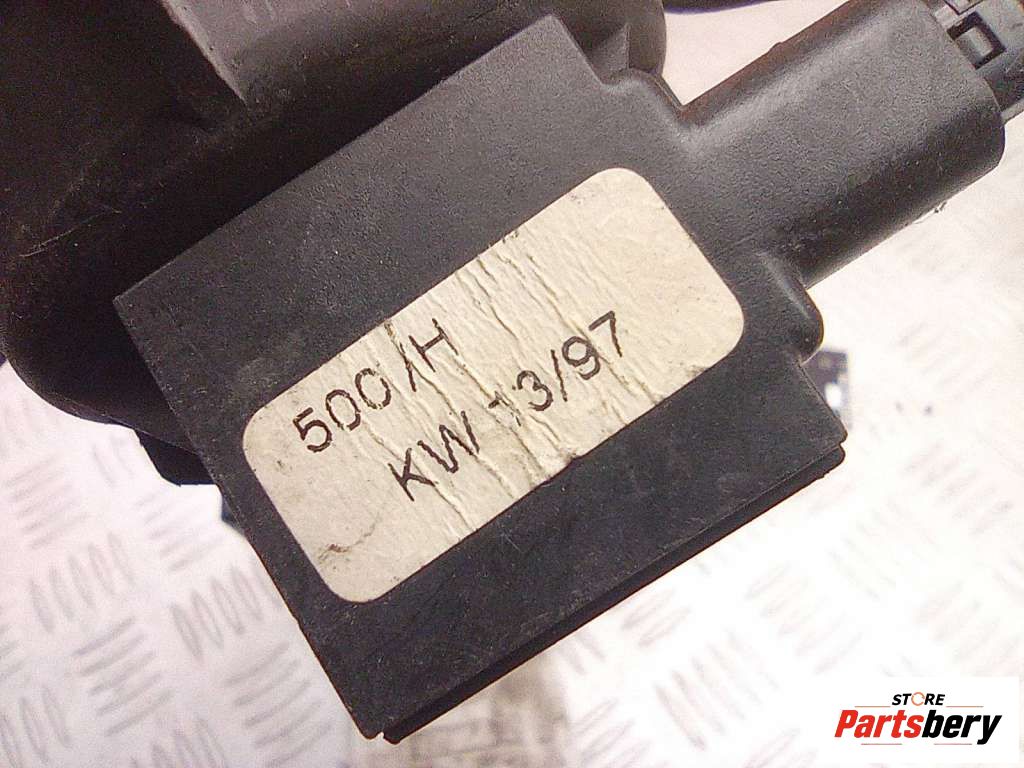 500/H
KW 13/97
STORE
Partsbery